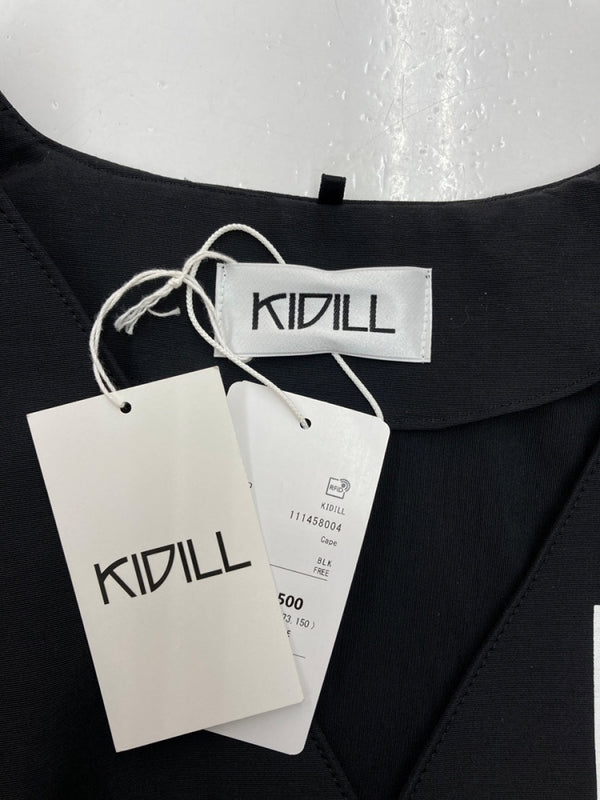 KIDILL
KIDILL
RFID
KIDILL
111458004
Cape
BLK
FREE
500
73,150)